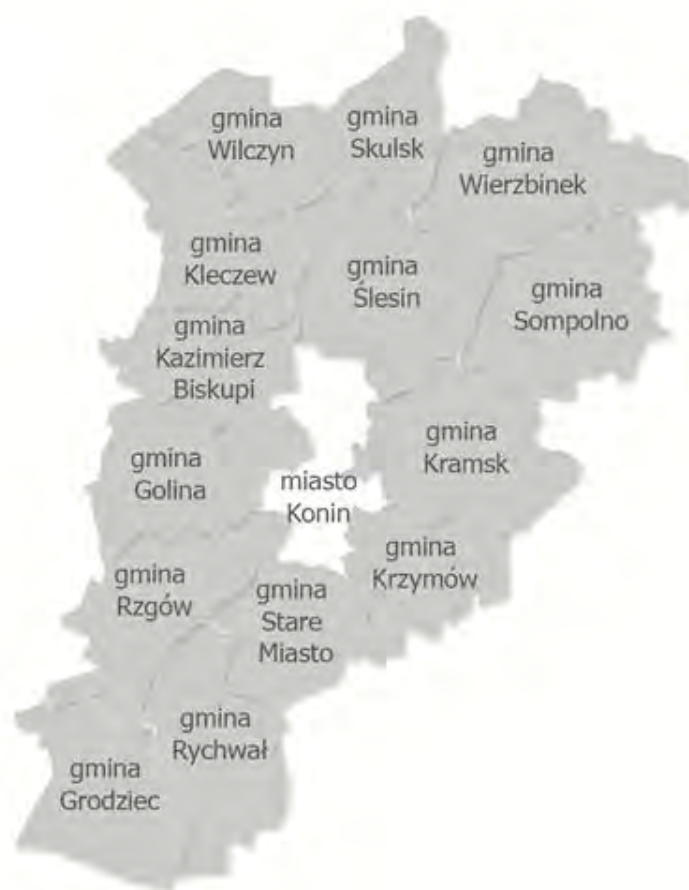 gmina
Wilczyn
gmina
Skulsk
gmina
Wierzbinek
gmina
Kleczew
gmina
Ślesin
gmina
Sompolno
gmina
Kazimierz
Biskupi
gmina
Golina
gmina
Kramsk
miasto
Konin
gmina
Krzymów
gmina
Rzgów
gmina
Stare
Miasto
gmina
Rychwał
gmina
Grodziec